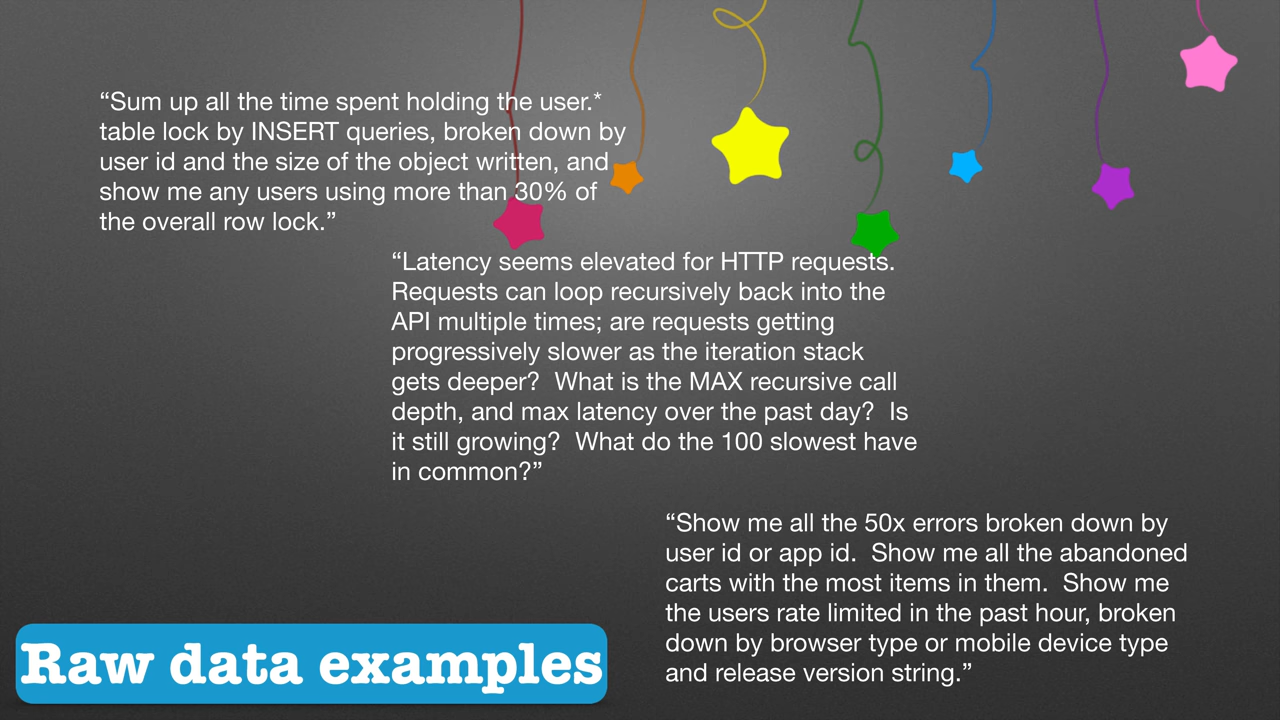 “Sum up all the time spent holding the user.*
table lock by INSERT queries, broken down by
user id and the size of the object written, and
show me any users using more than 30% of
the overall row lock.”
“Latency seems elevated for HTTP requests.
Requests can loop recursively back into the
API multiple times; are requests getting
progressively slower as the iteration stack
gets deeper?  What is the MAX recursive call
depth, and max latency over the past day?  Is
it still growing?  What do the 100 slowest have
in common?”
“Show me all the 50x errors broken down by
user id or app id.  Show me all the abandoned
carts with the most items in them.  Show me
the users rate limited in the past hour, broken
down by browser type or mobile device type
and release version string.”
Raw data examples